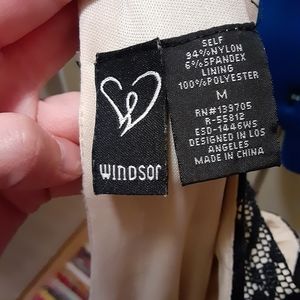 WINDSOR
SELF
94%NYLON
6%SPANDEX
LINING
100%POLYESTER
M
RN#139705
R-55812
ESD-1446WS
DESIGNED IN LOS
ANGELES
MADE IN CHINA